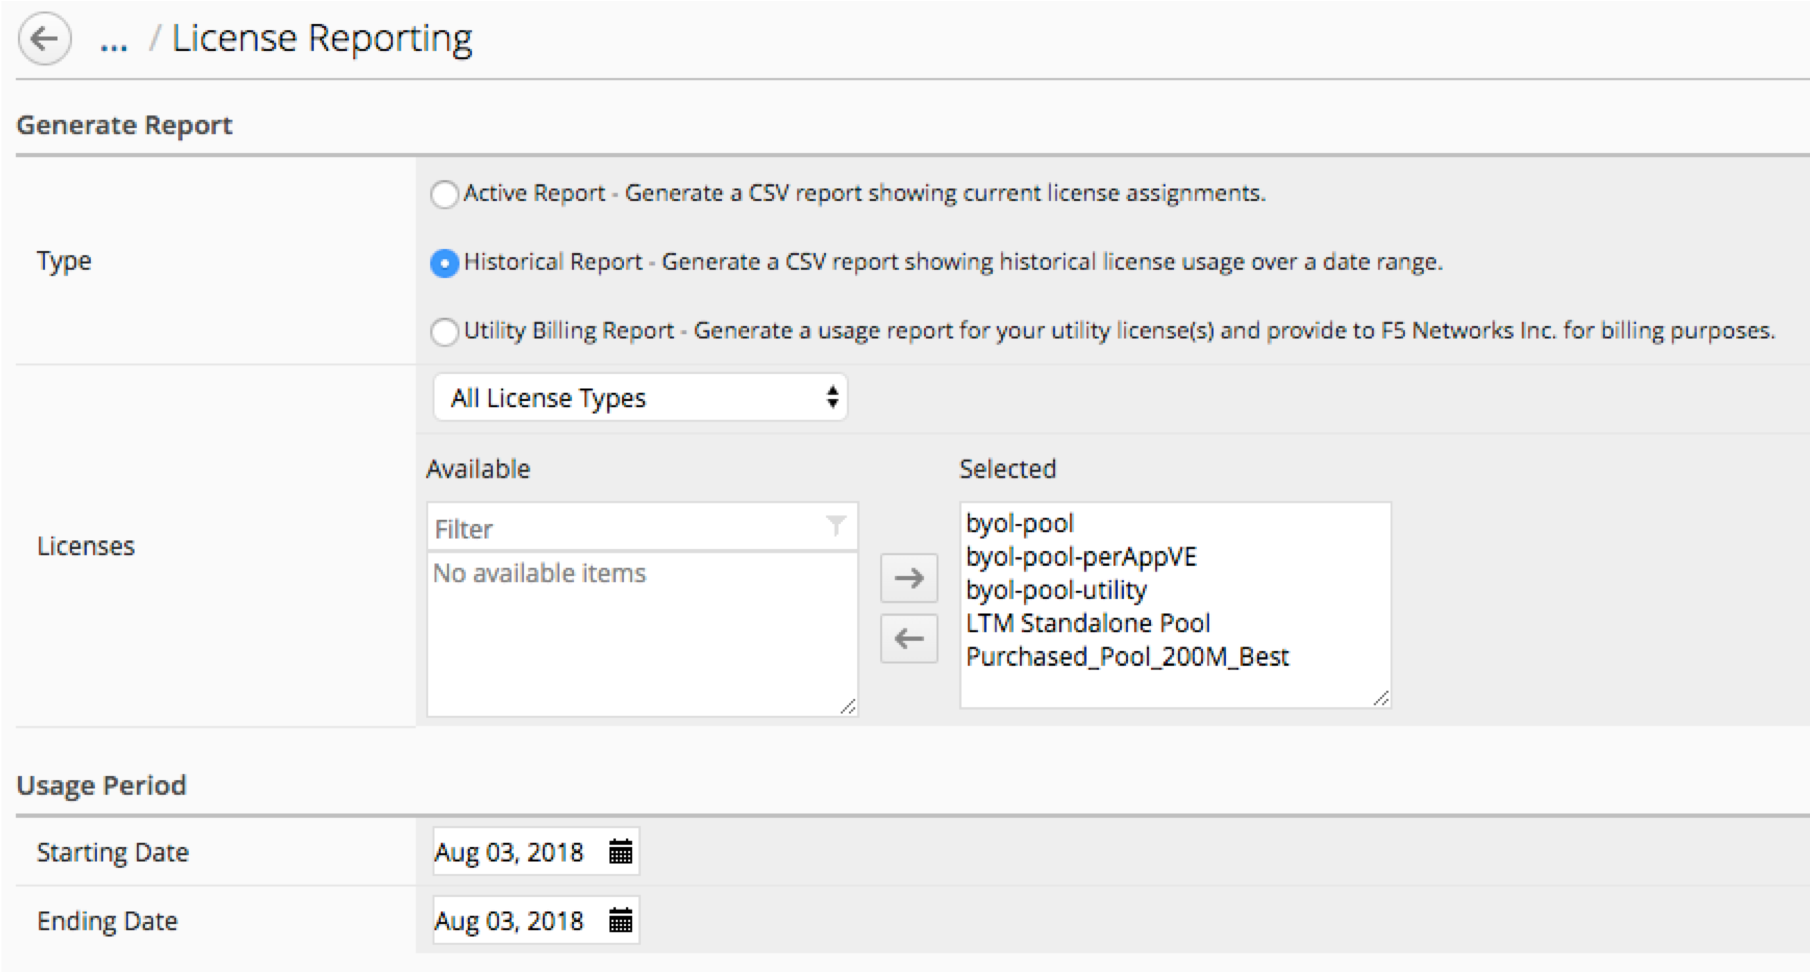 ... / License Reporting
Generate Report
Type
Active Report - Generate a CSV report showing current license assignments.
Historical Report - Generate a CSV report showing historical license usage over a date range.
Utility Billing Report - Generate a usage report for your utility license(s) and provide to F5 Networks Inc. for billing purposes.
Licenses
All License Types
Available
Selected
Filter
No available items
byol-pool
byol-pool-perAppVE
byol-pool-utility
LTM Standalone Pool
Purchased_Pool_200M_Best
Usage Period
Starting Date
Aug 03, 2018
Ending Date
Aug 03, 2018